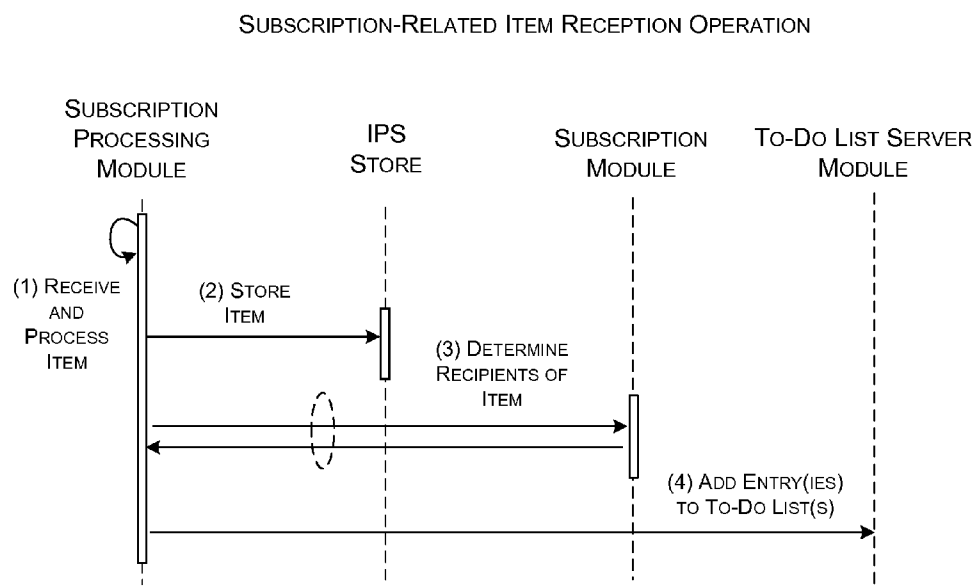 SUBSCRIPTION-RELATED ITEM RECEPTION OPERATION
SUBSCRIPTION
PROCESSING
MODULE
IPS
STORE
SUBSCRIPTION
MODULE
TO-DO LIST SERVER
MODULE
(1) RECEIVE
AND
PROCESS
ITEM
(2) STORE
ITEM
(3) DETERMINE
RECIPIENTS OF
ITEM
(4) ADD ENTRY(IES)
TO TO-DO LIST(S)